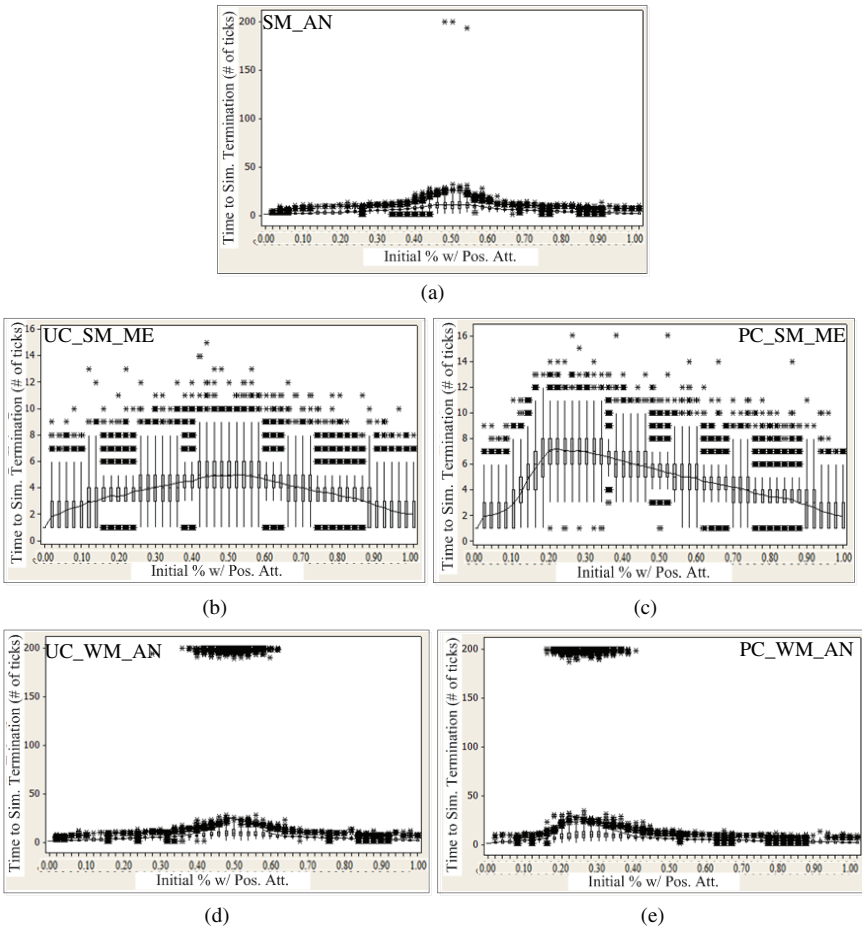 SM_AN
Time to Sim. Termination (# of ticks)
200
150
100
50
0
0.00 0.10 0.20 0.30 0.40 0.50 0.60 0.70 0.80 0.90 1.00
Initial % w/ Pos. Att.
(a)
UC_SM_ME
Time to Sim. Termination (# of ticks)
16
14
12
10
8
6
4
2
0
0.00 0.10 0.20 0.30 0.40 0.50 0.60 0.70 0.80 0.90 1.00
Initial % w/ Pos. Att.
(b)
PC_SM_ME
Time to Sim. Termination (# of ticks)
16
14
12
10
8
6
4
2
0
0.00 0.10 0.20 0.30 0.40 0.50 0.60 0.70 0.80 0.90 1.00
Initial % w/ Pos. Att.
(c)
UC_WM_AN
Time to Sim. Termination (# of ticks)
200
150
100
50
0
0.00 0.10 0.20 0.30 0.40 0.50 0.60 0.70 0.80 0.90 1.00
Initial % w/ Pos. Att.
(d)
PC_WM_AN
Time to Sim. Termination (# of ticks)
200
150
100
50
0
0.00 0.10 0.20 0.30 0.40 0.50 0.60 0.70 0.80 0.90 1.00
Initial % w/ Pos. Att.
(e)